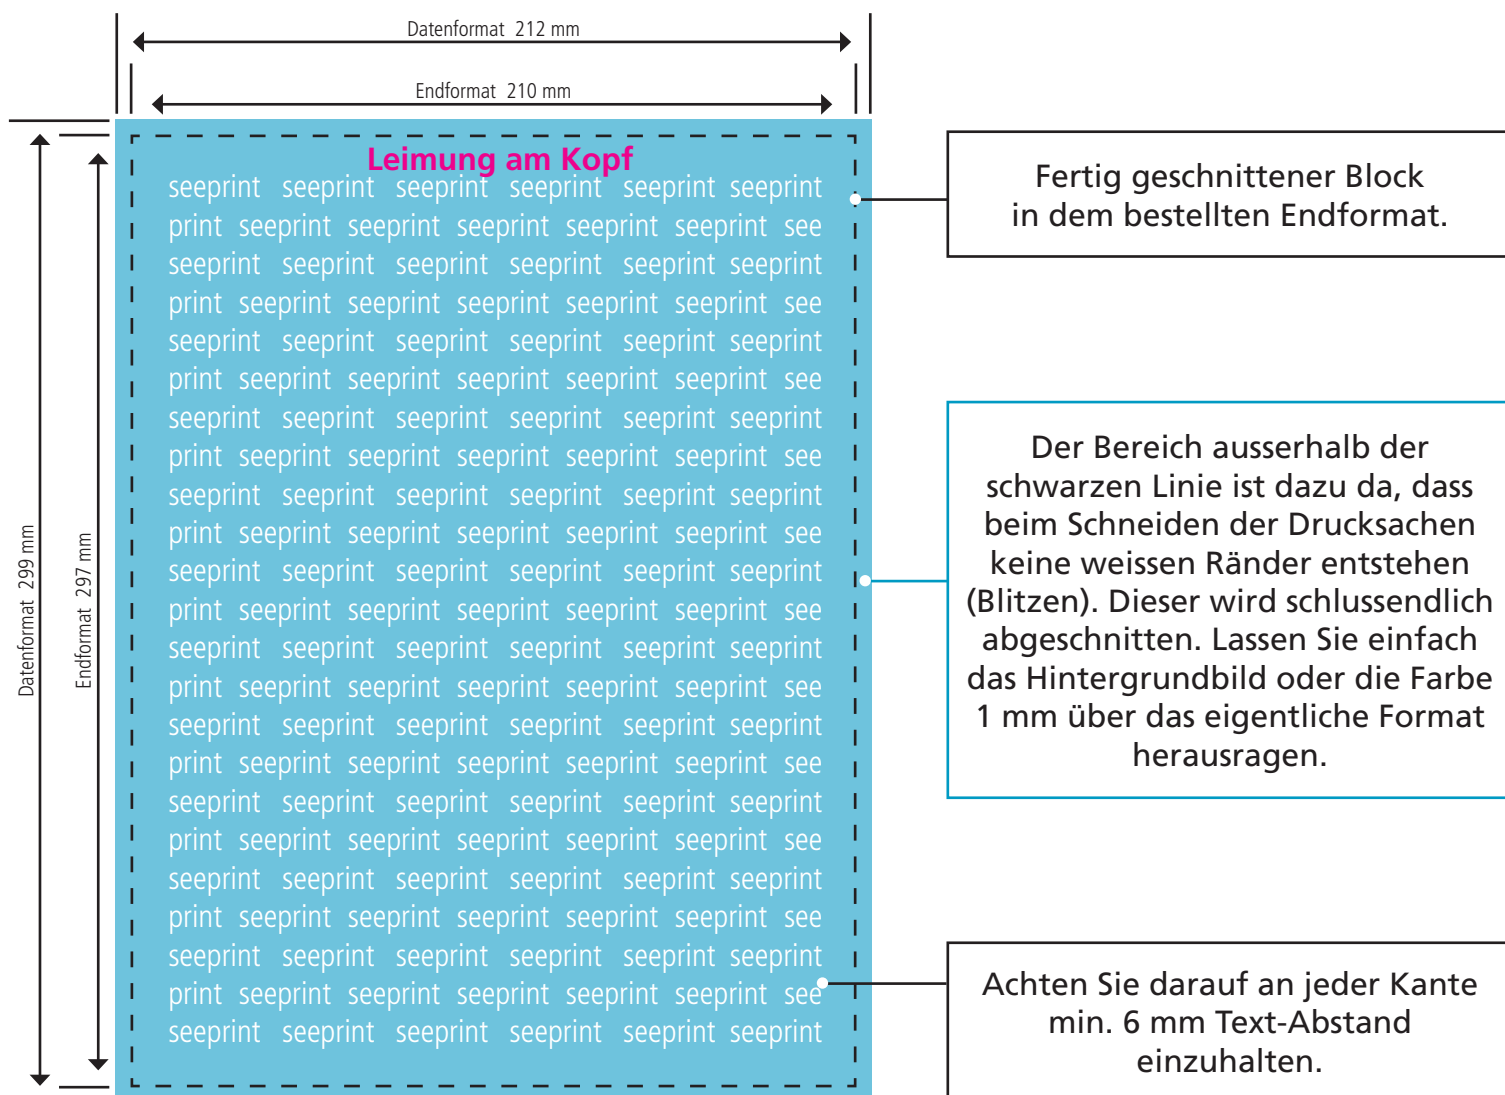 Datenformat 212 mm
Endformat 210 mm
Datenformat 299 mm
Endformat 297 mm
Leimung am Kopf
seeprint seeprint seeprint seeprint seeprint seeprint
print seeprint seeprint seeprint seeprint seeprint see
seeprint seeprint seeprint seeprint seeprint seeprint
print seeprint seeprint seeprint seeprint seeprint see
seeprint seeprint seeprint seeprint seeprint seeprint
print seeprint seeprint seeprint seeprint seeprint see
seeprint seeprint seeprint seeprint seeprint seeprint
print seeprint seeprint seeprint seeprint seeprint see
seeprint seeprint seeprint seeprint seeprint seeprint
print seeprint seeprint seeprint seeprint seeprint see
seeprint seeprint seeprint seeprint seeprint seeprint
print seeprint seeprint seeprint seeprint seeprint see
seeprint seeprint seeprint seeprint seeprint seeprint
print seeprint seeprint seeprint seeprint seeprint see
seeprint seeprint seeprint seeprint seeprint seeprint
print seeprint seeprint seeprint seeprint seeprint see
seeprint seeprint seeprint seeprint seeprint seeprint
print seeprint seeprint seeprint seeprint seeprint see
seeprint seeprint seeprint seeprint seeprint seeprint
print seeprint seeprint seeprint seeprint seeprint see
seeprint seeprint seeprint seeprint seeprint seeprint
print seeprint seeprint seeprint seeprint seeprint see
seeprint seeprint seeprint seeprint seeprint seeprint
Fertig geschnittener Block
in dem bestellten Endformat.
Der Bereich ausserhalb der
schwarzen Linie ist dazu da, dass
beim Schneiden der Drucksachen
keine weissen Ränder entstehen
(Blitzen). Dieser wird schlussendlich
abgeschnitten. Lassen Sie einfach
das Hintergrundbild oder die Farbe
1 mm über das eigentliche Format
herausragen.
Achten Sie darauf an jeder Kante
min. 6 mm Text-Abstand
einzuhalten.